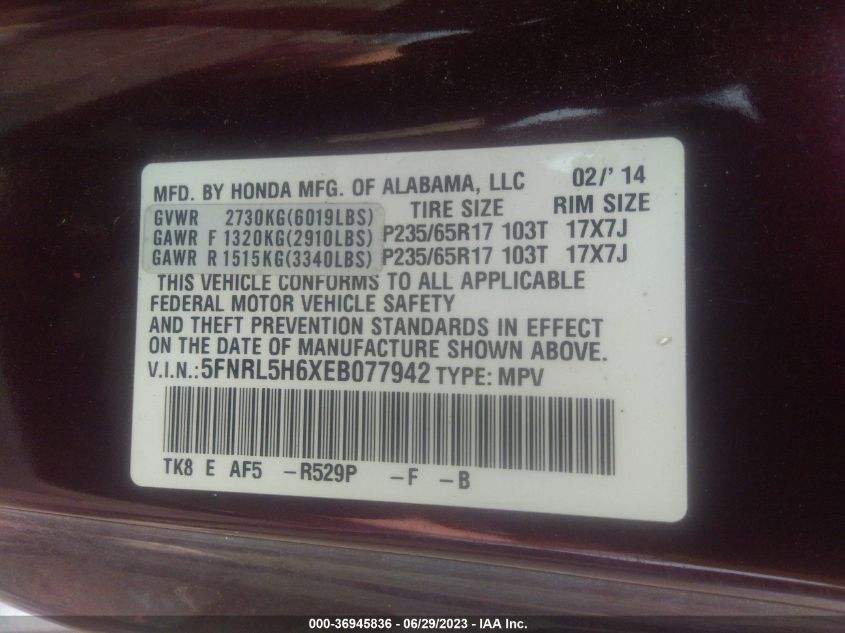 MFD. BY HONDA MFG. OF ALABAMA, LLC 02/' 14
GVWR 2730KG(6019LBS) TIRE SIZE RIM SIZE
GAWR F 1320KG(2910LBS) P235/65R17 103T 17X7J
GAWR R 1515KG(3340LBS) P235/65R17 103T 17X7J
THIS VEHICLE CONFORMS TO ALL APPLICABLE
FEDERAL MOTOR VEHICLE SAFETY
AND THEFT PREVENTION STANDARDS IN EFFECT
ON THE DATE OF MANUFACTURE SHOWN ABOVE.
V.I.N.: 5FNRL5H6XEB077942 TYPE: MPV
TK8 E AF5 –R529P –F –B
000-36945836 - 06/29/2023 - IAA Inc.